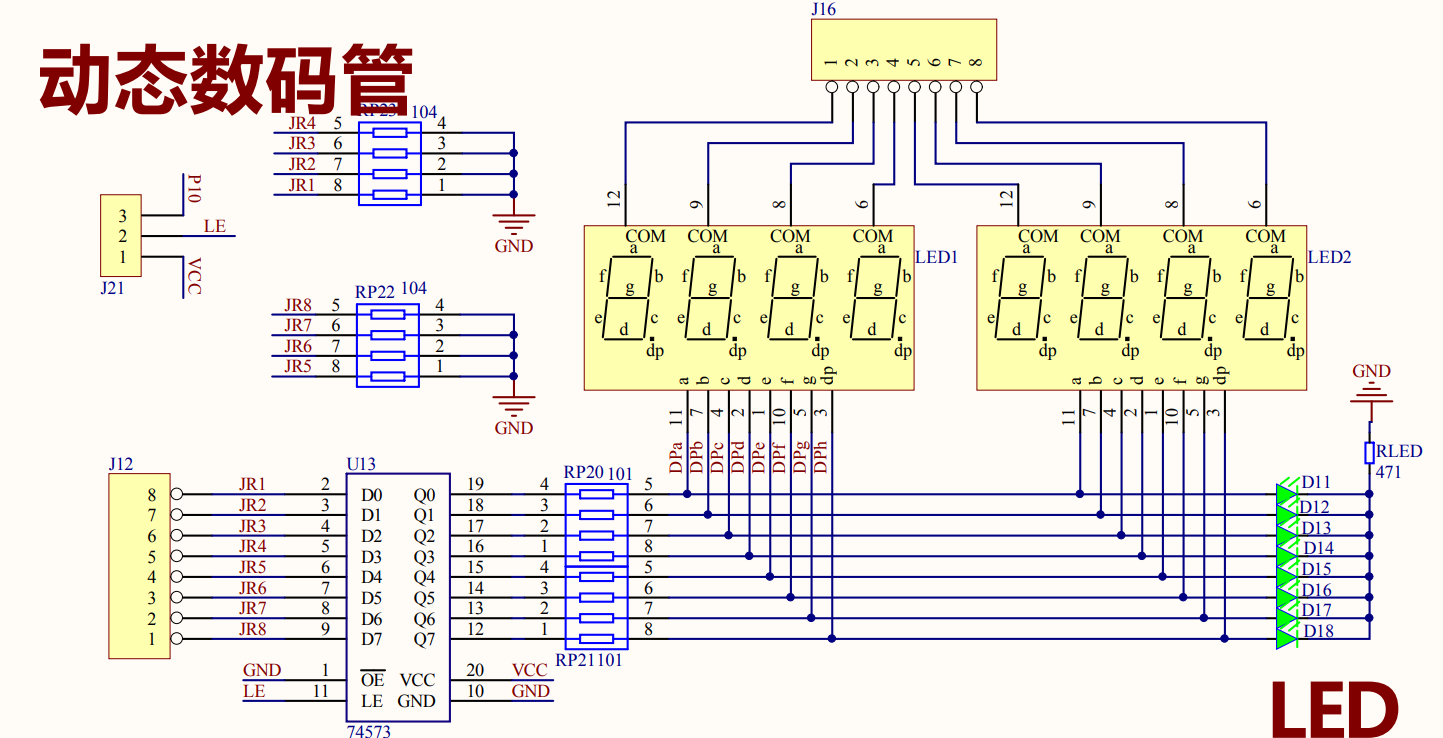 J16
1 2 3 4 5 6 7 8
动态数码管
RP23 104
JR4 5 4
JR3 6 3
JR2 7 2
JR1 8 1
GND
P10
3
2 LE
1
VCC
J21
RP22 104
JR8 5 4
JR7 6 3
JR6 7 2
JR5 8 1
GND
12 9 8 6
COM COM COM COM
a a a a
f b f b f b f b
g g g g
e c e c e c e c
d d d d
dp dp dp dp
a b c d e f g dp
11 7 4 2 1 10 5 3
DPa DPb DPc DPd DPe DPf DPg DPh
LED1
12 9 8 6
COM COM COM COM
a a a a
f b f b f b f b
g g g g
e c e c e c e c
d d d d
dp dp dp dp
a b c d e f g dp
11 7 4 2 1 10 5 3
LED2
GND
RLED
471
J12
8 JR1
7 JR2
6 JR3
5 JR4
4 JR5
3 JR6
2 JR7
1 JR8
U13
2 D0 Q0 19
3 D1 Q1 18
4 D2 Q2 17
5 D3 Q3 16
6 D4 Q4 15
7 D5 Q5 14
8 D6 Q6 13
9 D7 Q7 12
GND 1 OE VCC 20 VCC
LE 11 LE GND 10 GND
74573
RP20 101
4 5
3 6
2 7
1 8
4 5
3 6
2 7
1 8
RP21 101
D11
D12
D13
D14
D15
D16
D17
D18
LED